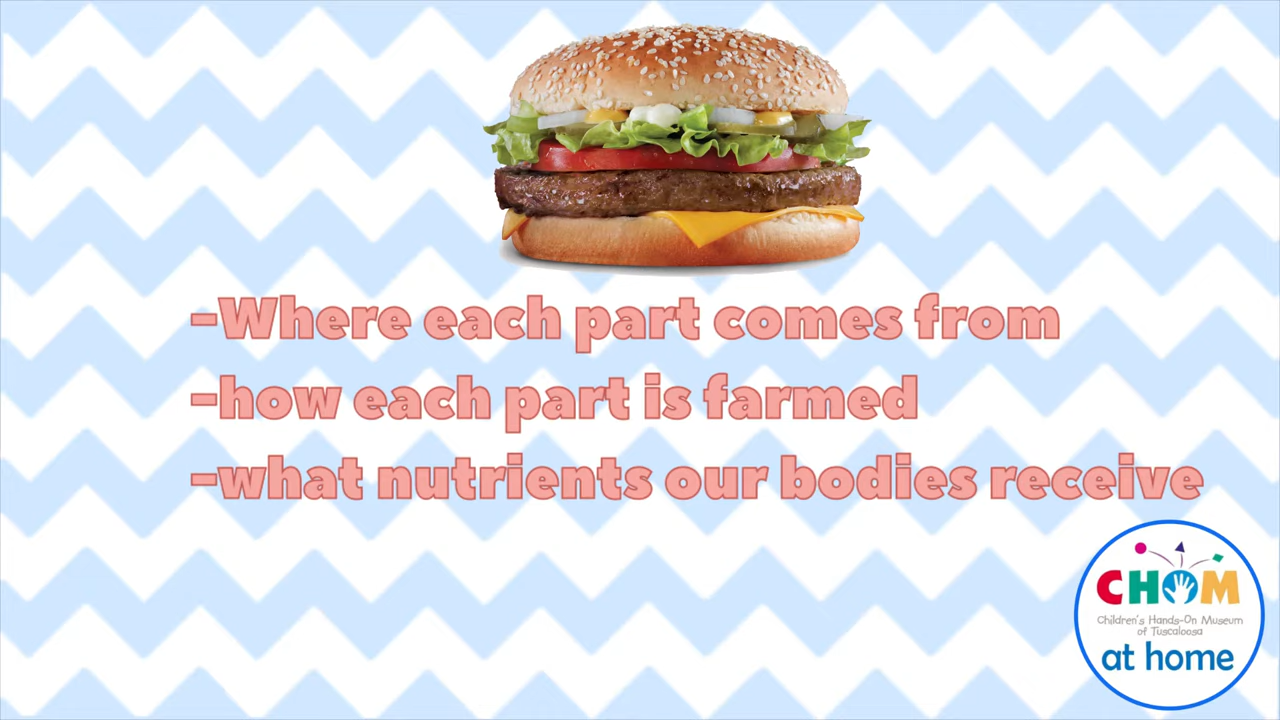 -Where each part comes from
-how each part is farmed
-what nutrients our bodies receive
CHOM
Children's Hands-On Museum
of Tuscaloosa
at home